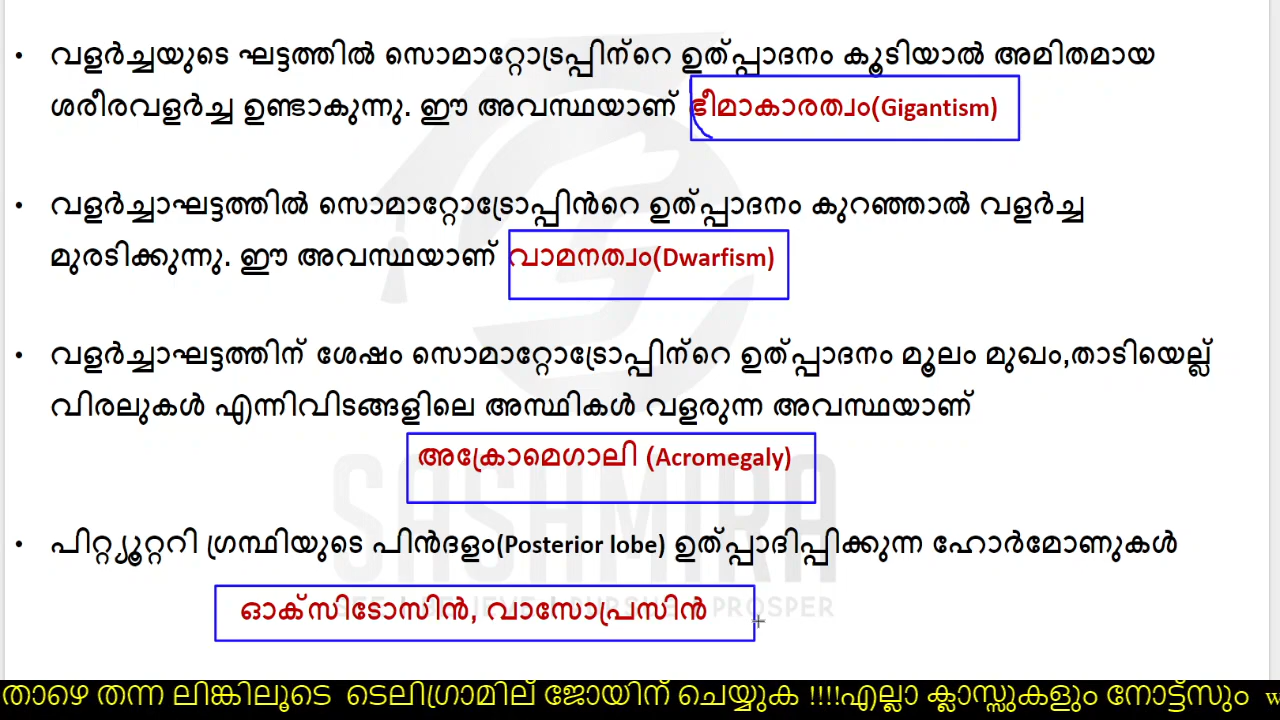 • വളർച്ചയുടെ ഘട്ടത്തിൽ സൊമാറ്റോട്രപ്പിന്റെ ഉത്പ്പാദനം കൂടിയാൽ അമിതമായ
ശരീരവളർച്ച ഉണ്ടാകുന്നു. ഈ അവസ്ഥയാണ് ഭീമാകാരത്വം(Gigantism)
• വളർച്ചാഘട്ടത്തിൽ സൊമാറ്റോട്രോപ്പിൻറെ ഉത്പ്പാദനം കുറഞ്ഞാൽ വളർച്ച
മുരടിക്കുന്നു. ഈ അവസ്ഥയാണ് വാമനത്വം(Dwarfism)
• വളർച്ചാഘട്ടത്തിന് ശേഷം സൊമാറ്റോട്രോപ്പിന്റെ ഉത്പ്പാദനം മൂലം മുഖം,താടിയെല്ല്
വിരലുകൾ എന്നിവിടങ്ങളിലെ അസ്ഥികൾ വളരുന്ന അവസ്ഥയാണ്
അക്രോമെഗാലി (Acromegaly)
SASHMIRA
• പിറ്റ്യൂറ്ററി ഗ്രന്ഥിയുടെ പിൻദളം(Posterior lobe) ഉത്പ്പാദിപ്പിക്കുന്ന ഹോർമോണുകൾ
ഓക്സിടോസിൻ, വാസോപ്രസിൻ
PROSPER
താഴെ തന്ന ലിങ്കിലൂടെ ടെലിഗ്രാമില് ജോയിന് ചെയ്യുക !!!!എല്ലാ ക്ലാസ്സുകളും നോട്ട്സും